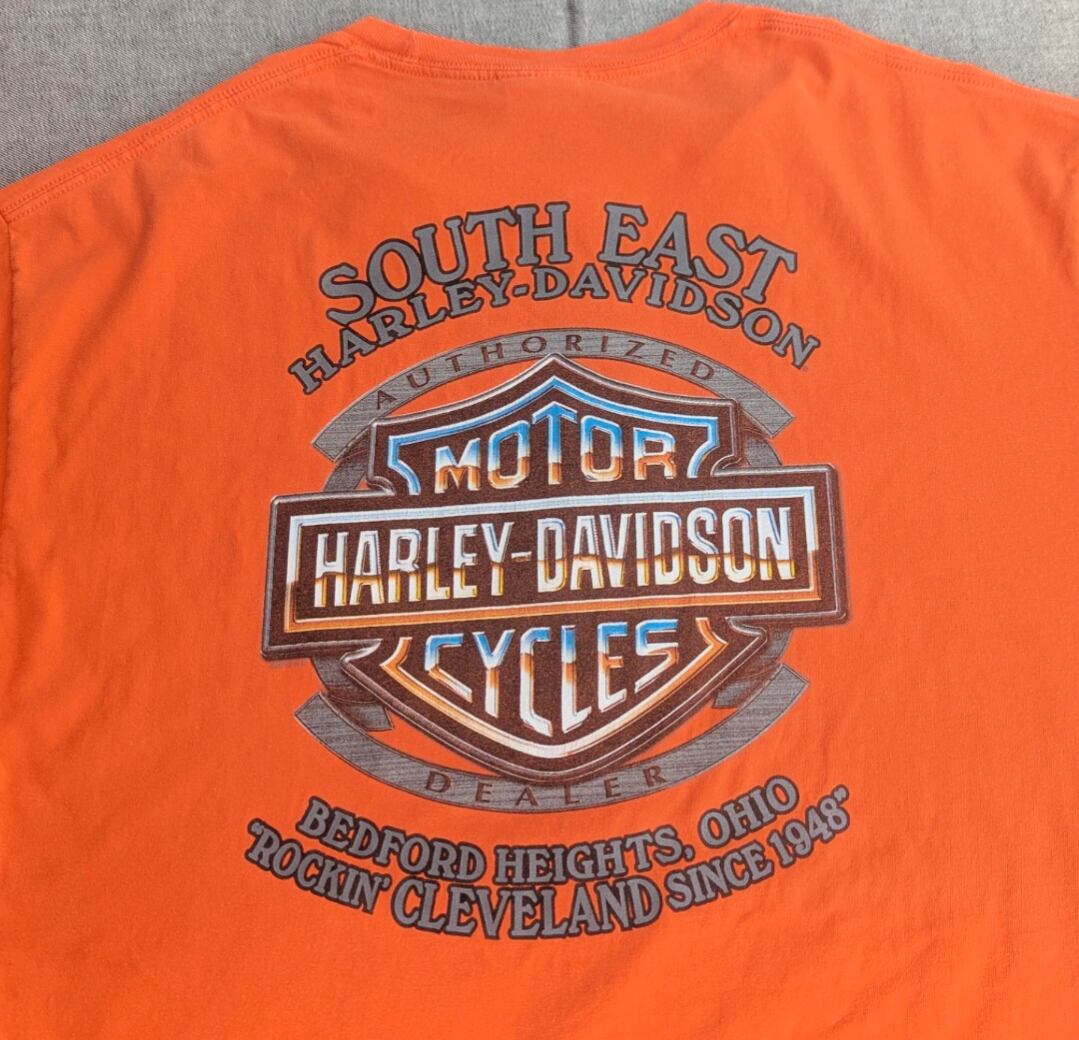 SOUTH EAST
HARLEY-DAVIDSON
AUTHORIZED
MOTOR
HARLEY-DAVIDSON
CYCLES
DEALER
BEDFORD HEIGHTS, OHIO
"ROCKIN' CLEVELAND SINCE 1948"